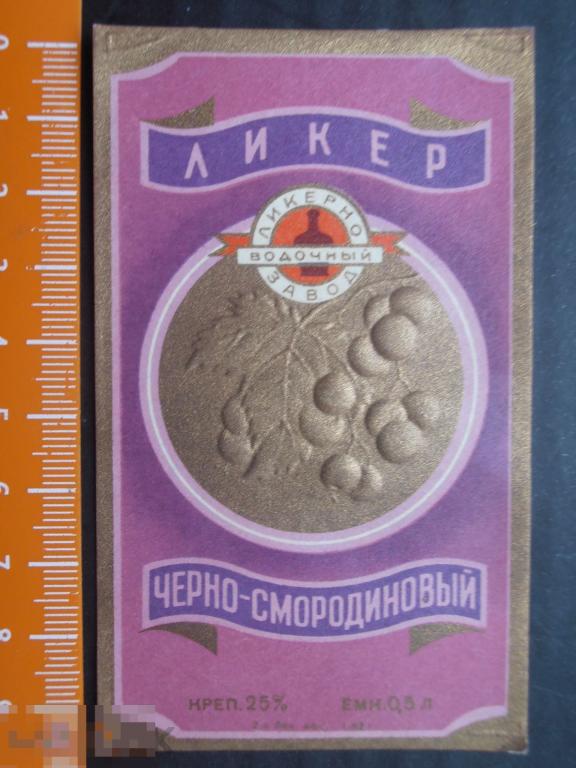 ЛИКЕР
ЛИКЕРНО
ВОДОЧНЫЙ
ЗАВОД
ЧЕРНО-СМОРОДИНОВЫЙ
КРЕП. 25% ЕМК. 0,5 Л
0
1
2
3
4
5
6
7
8
9